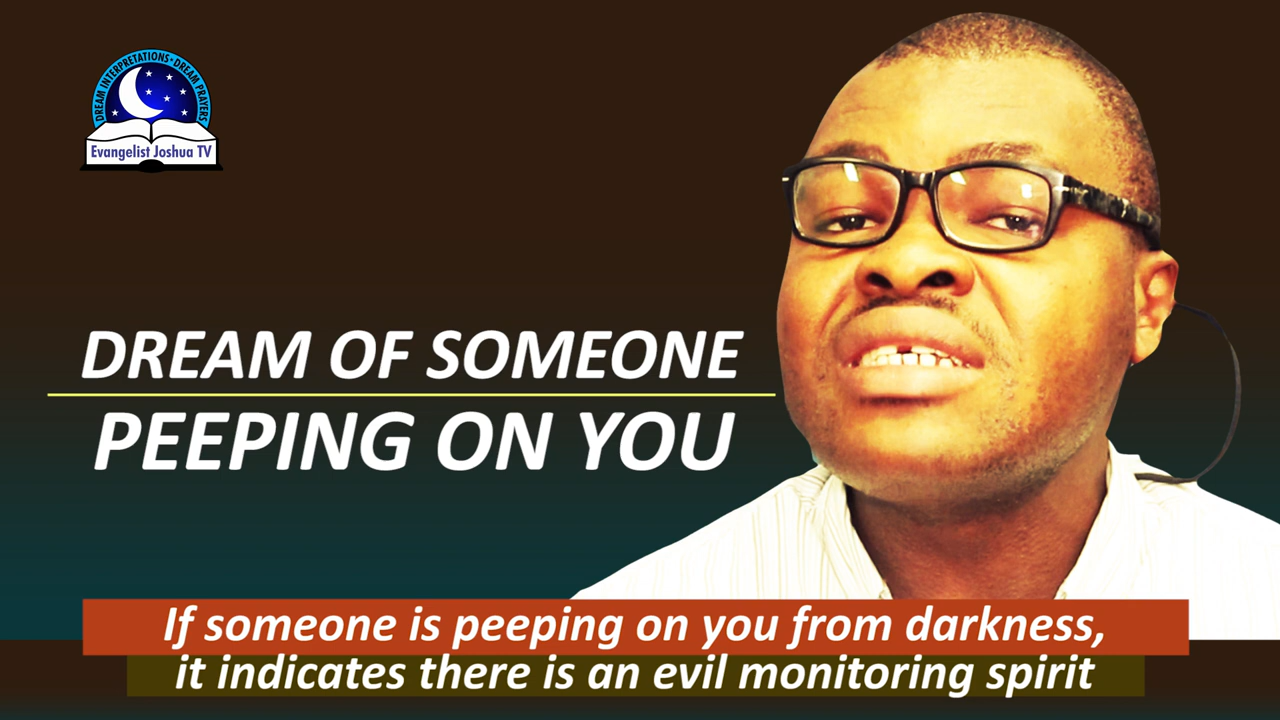 DREAM INTERPRETATIONS · DREAM PRAYERS
Evangelist Joshua TV
DREAM OF SOMEONE
PEEPING ON YOU
If someone is peeping on you from darkness,
it indicates there is an evil monitoring spirit